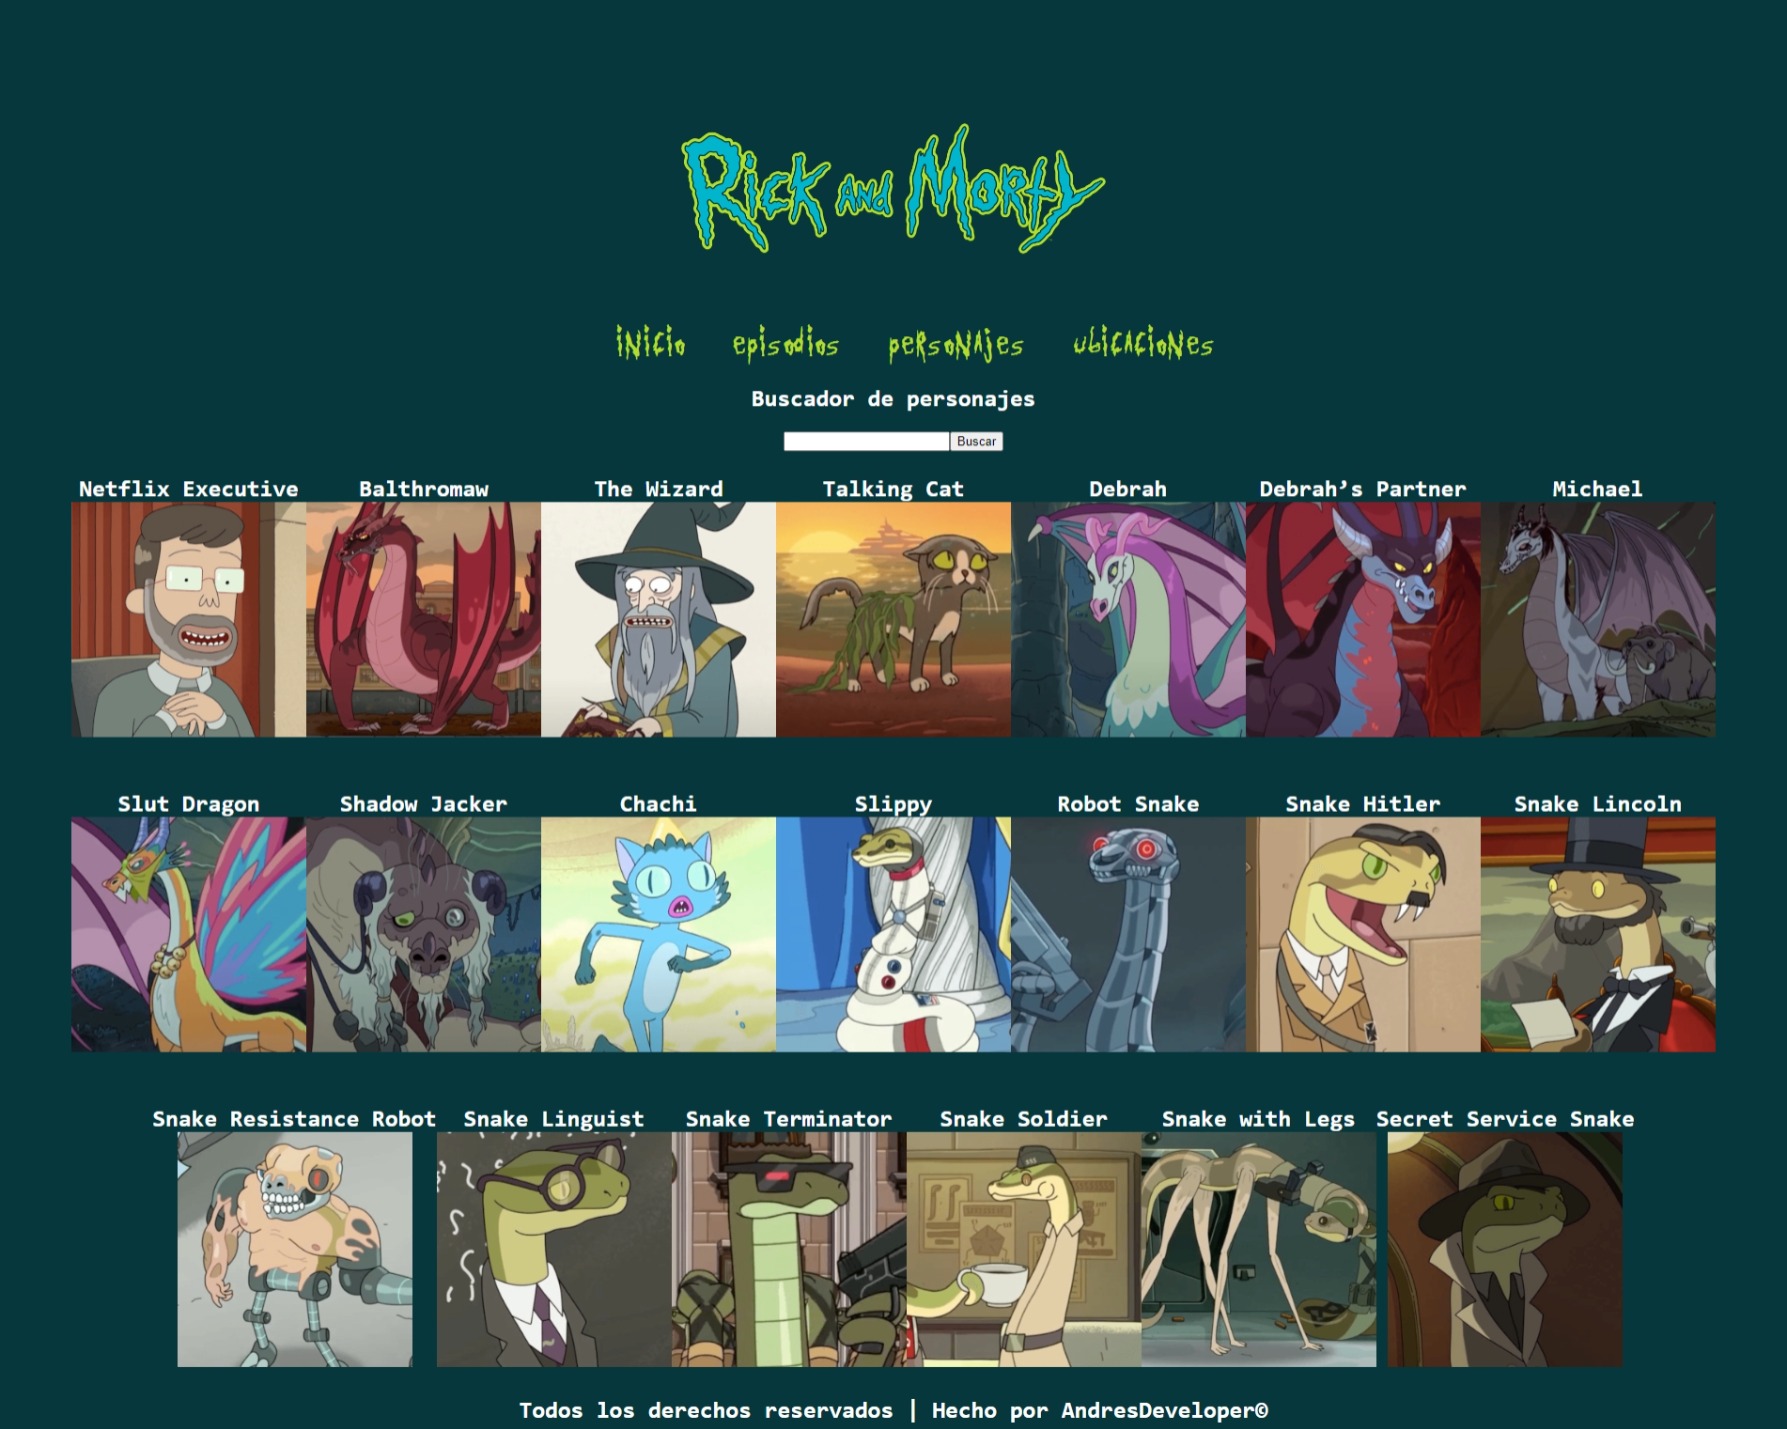 Rick and Morty
iNiCio episodios peRsoNAjes ubiCACioNes
Buscador de personajes
Buscar
Netflix Executive Balthromaw The Wizard Talking Cat Debrah Debrah’s Partner Michael
Slut Dragon Shadow Jacker Chachi Slippy Robot Snake Snake Hitler Snake Lincoln
Snake Resistance Robot Snake Linguist Snake Terminator Snake Soldier Snake with Legs Secret Service Snake
Todos los derechos reservados | Hecho por AndresDeveloper©